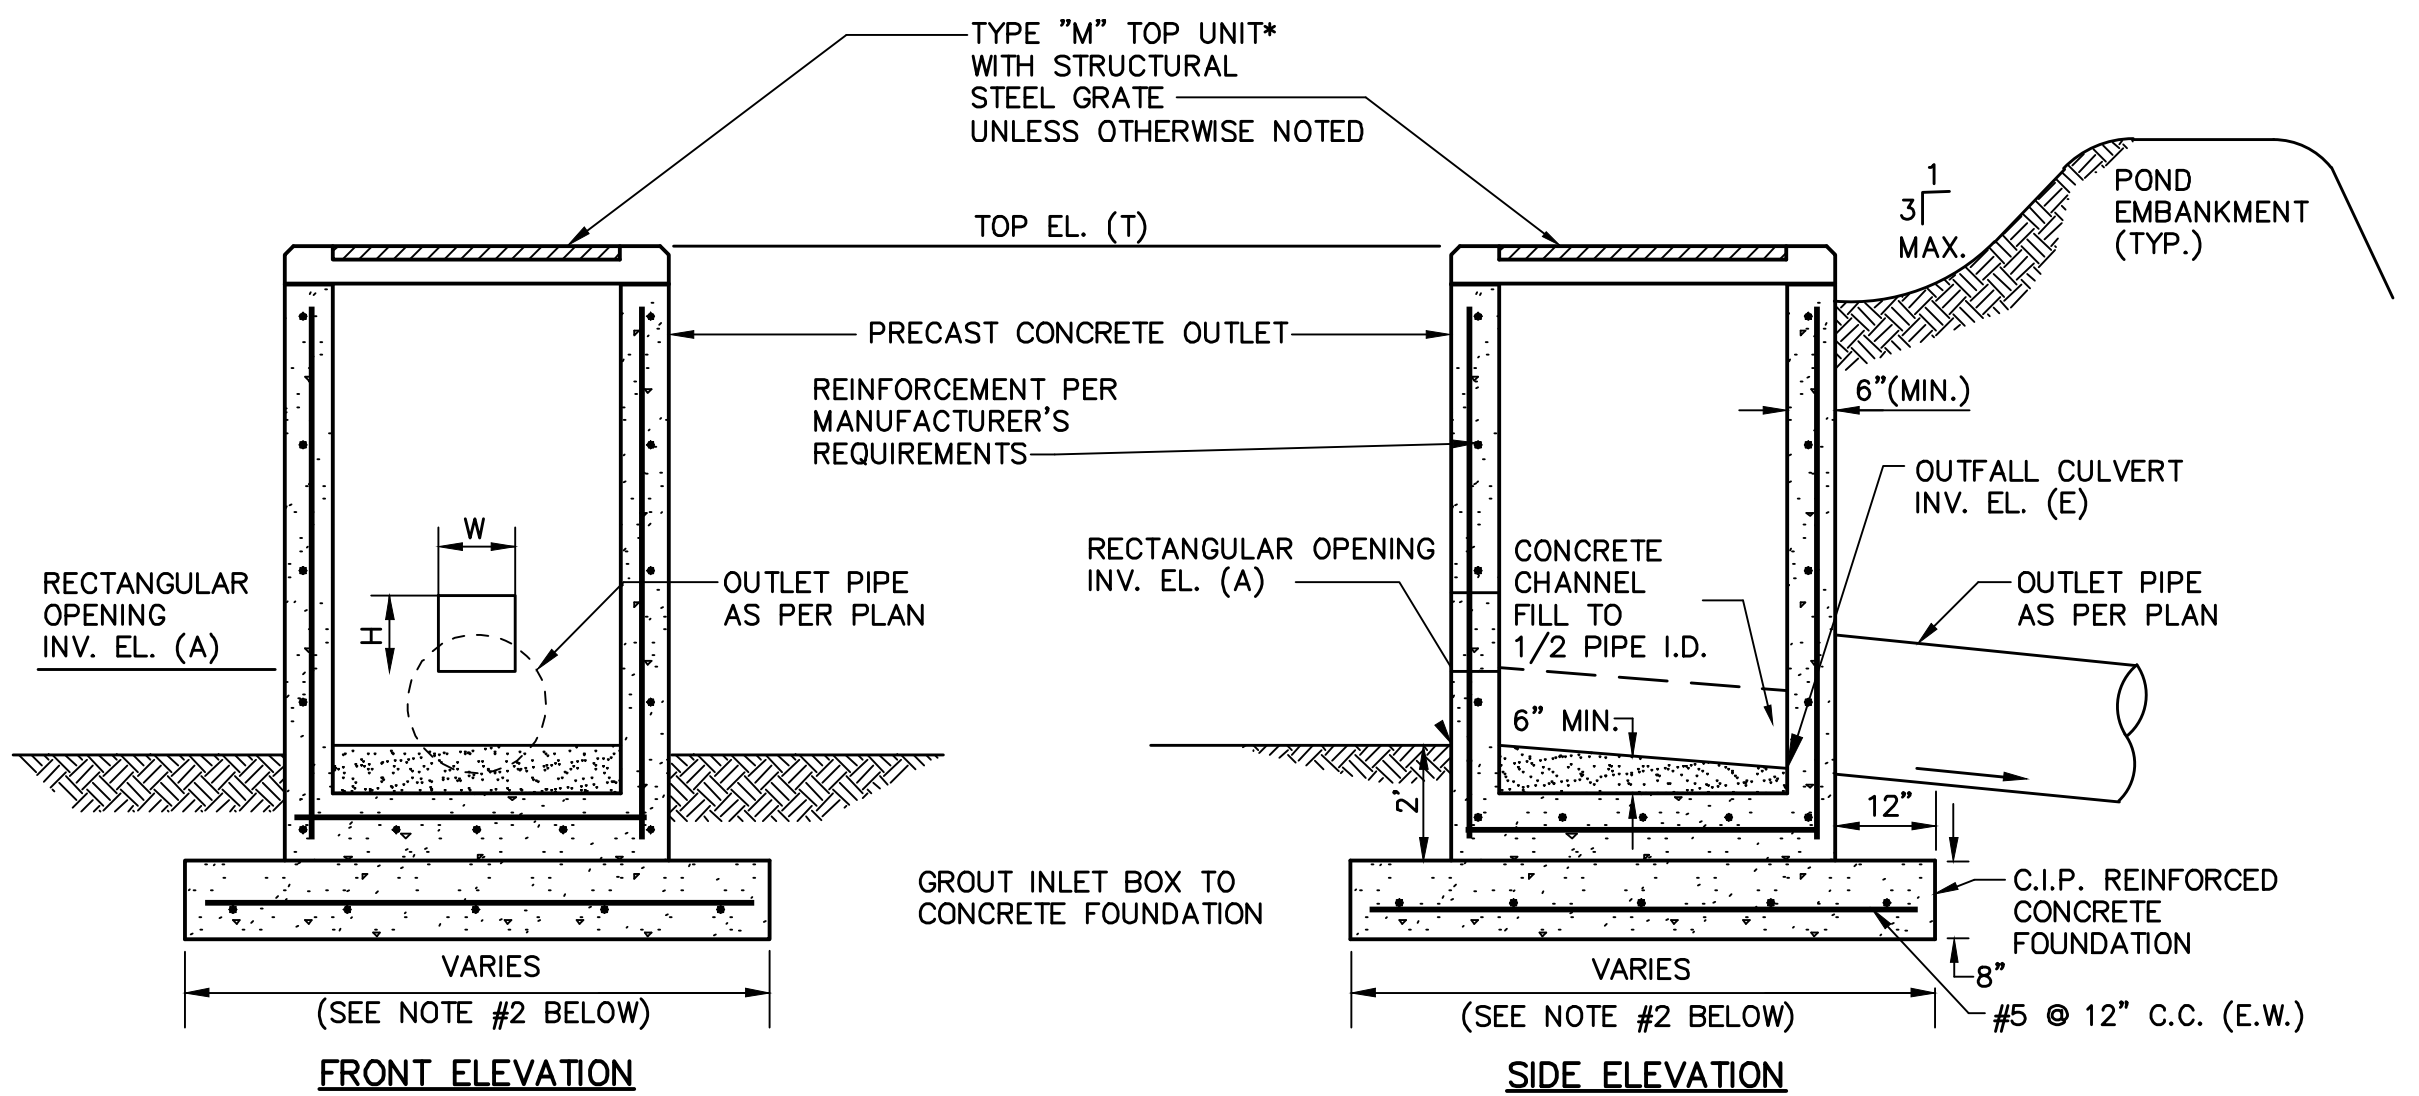 TYPE "M" TOP UNIT*
WITH STRUCTURAL
STEEL GRATE
UNLESS OTHERWISE NOTED
TOP EL. (T)
1
3
MAX.
POND
EMBANKMENT
(TYP.)
PRECAST CONCRETE OUTLET
REINFORCEMENT PER
MANUFACTURER'S
REQUIREMENTS
6"(MIN.)
OUTFALL CULVERT
INV. EL. (E)
W
H
RECTANGULAR
OPENING
INV. EL. (A)
OUTLET PIPE
AS PER PLAN
RECTANGULAR OPENING
INV. EL. (A)
CONCRETE
CHANNEL
FILL TO
1/2 PIPE I.D.
OUTLET PIPE
AS PER PLAN
6" MIN.
2'
12"
GROUT INLET BOX TO
CONCRETE FOUNDATION
C.I.P. REINFORCED
CONCRETE
FOUNDATION
8"
#5 @ 12" C.C. (E.W.)
VARIES
(SEE NOTE #2 BELOW)
FRONT ELEVATION
VARIES
(SEE NOTE #2 BELOW)
SIDE ELEVATION